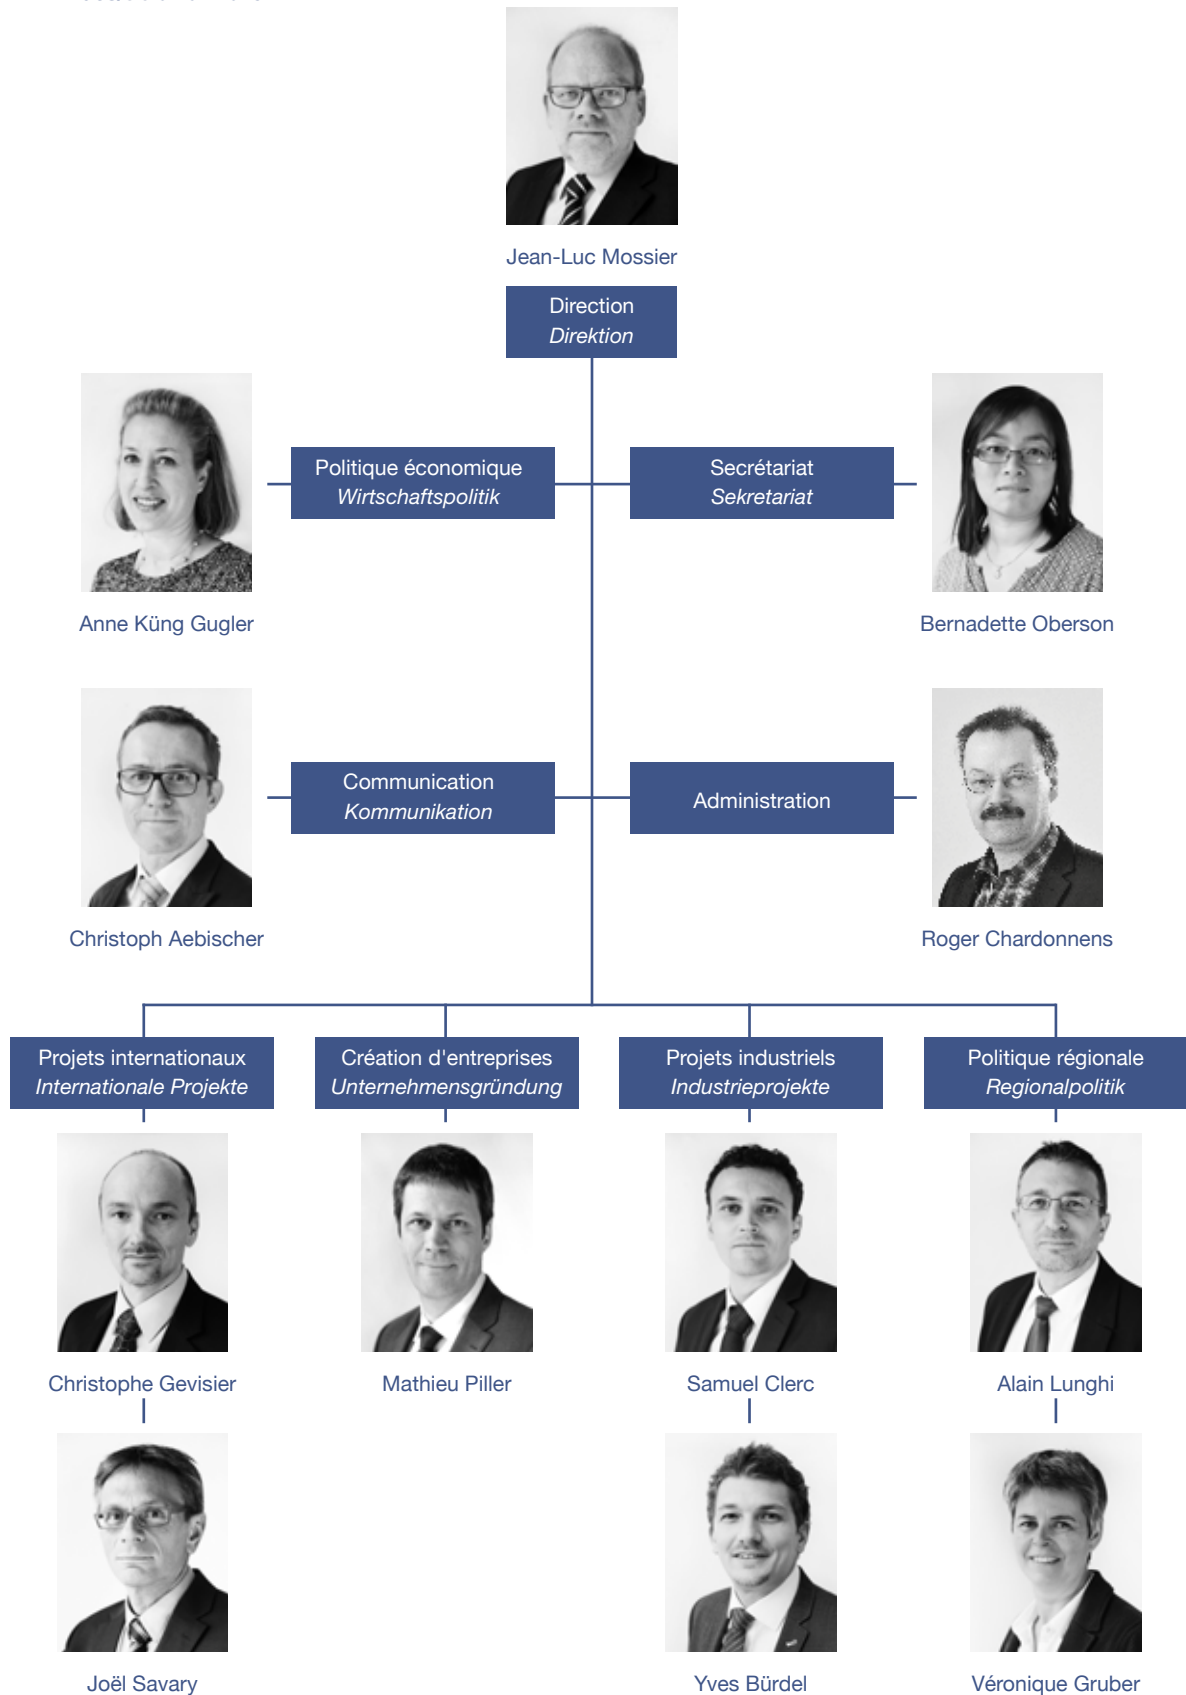 Jean-Luc Mossier
Direction
Direktion
Politique économique
Wirtschaftspolitik
Secrétariat
Sekretariat
Anne Küng Gugler
Bernadette Oberson
Communication
Kommunikation
Administration
Christoph Aebischer
Roger Chardonnens
Projets internationaux
Internationale Projekte
Création d'entreprises
Unternehmensgründung
Projets industriels
Industrieprojekte
Politique régionale
Regionalpolitik
Christophe Gevisier
Mathieu Piller
Samuel Clerc
Alain Lunghi
Joël Savary
Yves Bürdel
Véronique Gruber